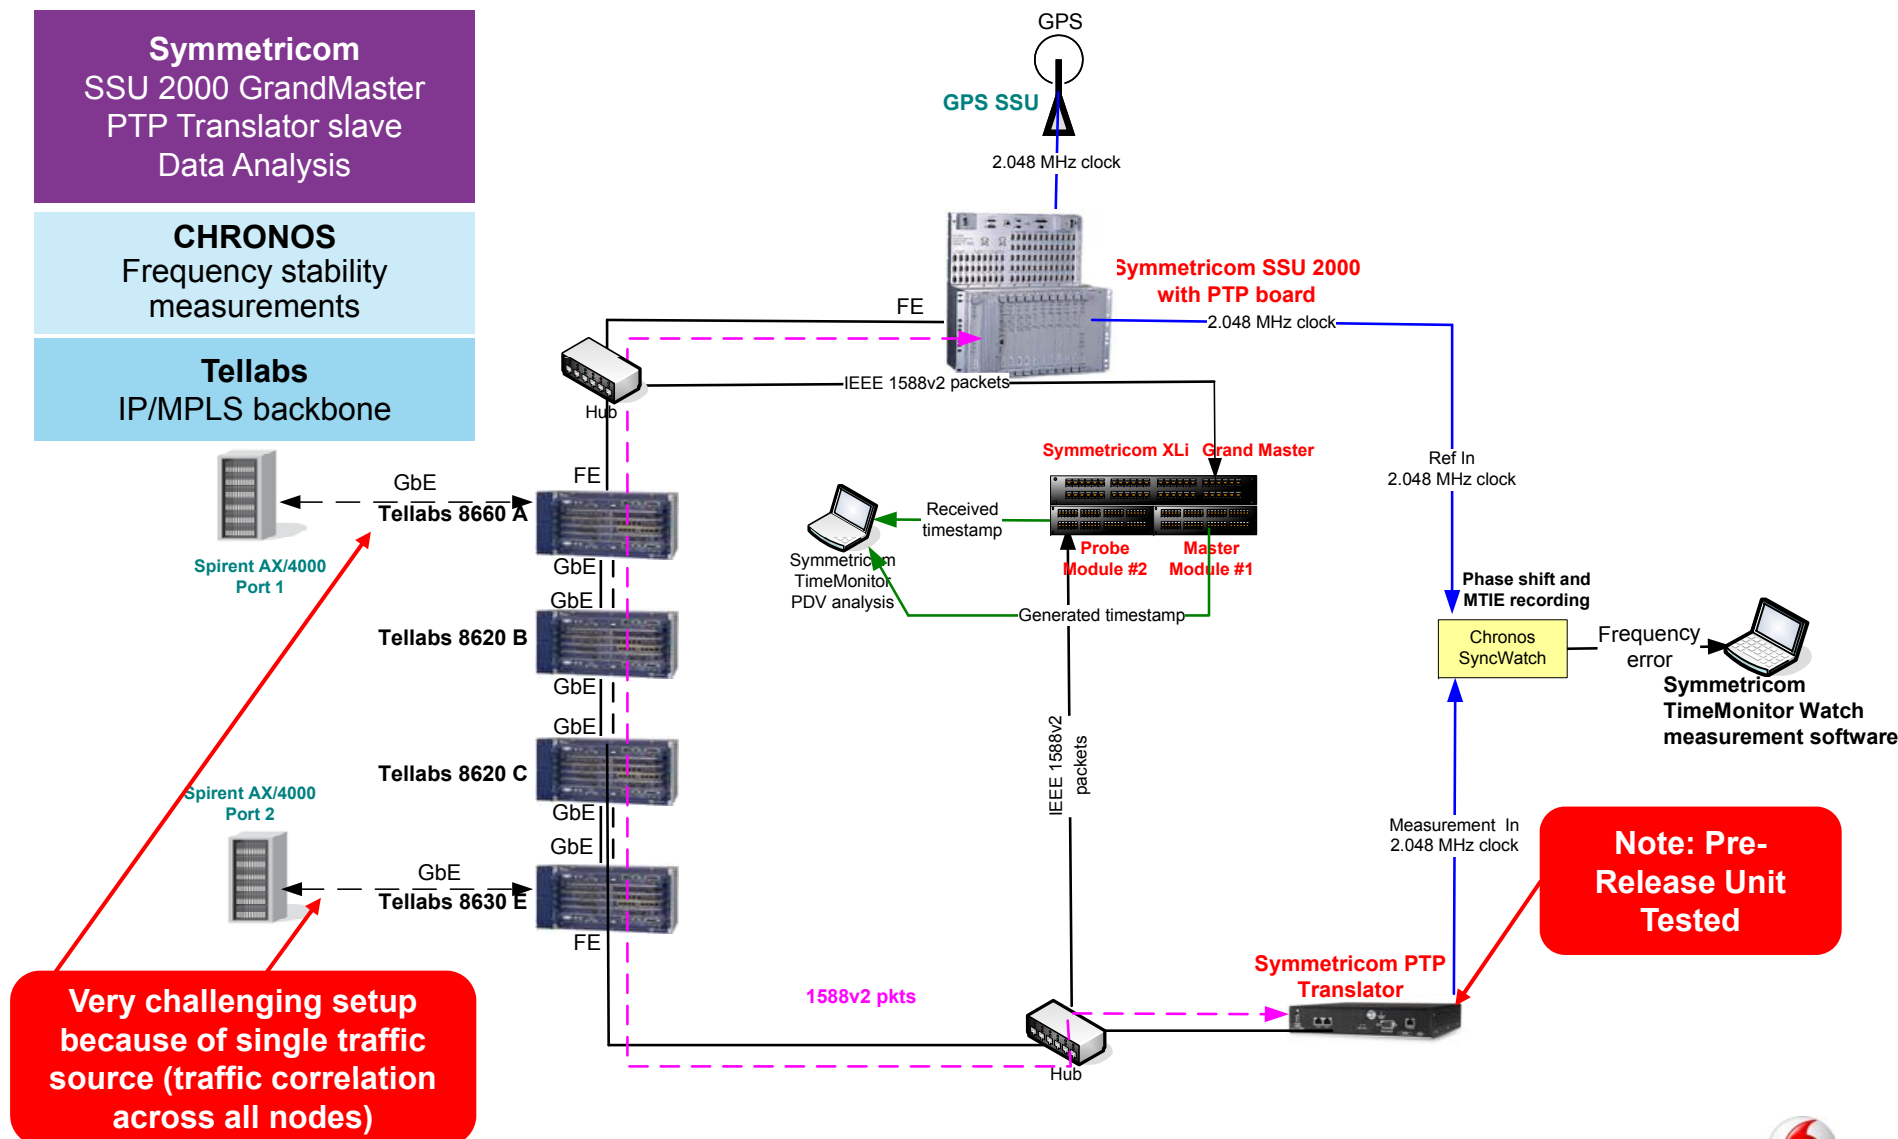 Symmetricom
SSU 2000 GrandMaster
PTP Translator slave
Data Analysis
CHRONOS
Frequency stability
measurements
Tellabs
IP/MPLS backbone
GPS
GPS SSU
2.048 MHz clock
Symmetricom SSU 2000
with PTP board
FE
2.048 MHz clock
Hub
IEEE 1588v2 packets
Symmetricom XLi Grand Master
Ref In
2.048 MHz clock
GbE
FE
Tellabs 8660 A
Spirent AX/4000
Port 1
Received
timestamp
Probe
Module #2
Master
Module #1
Symmetricom
TimeMonitor
PDV analysis
Generated timestamp
GbE
GbE
Tellabs 8620 B
GbE
Phase shift and
MTIE recording
Chronos
SyncWatch
Frequency
error
Symmetricom
TimeMonitor Watch
measurement software
GbE
Tellabs 8620 C
GbE
IEEE 1588v2
packets
Spirent AX/4000
Port 2
GbE
GbE
Tellabs 8630 E
FE
Measurement In
2.048 MHz clock
Note: Pre-
Release Unit
Tested
Symmetricom PTP
Translator
1588v2 pkts
Hub
Very challenging setup
because of single traffic
source (traffic correlation
across all nodes)